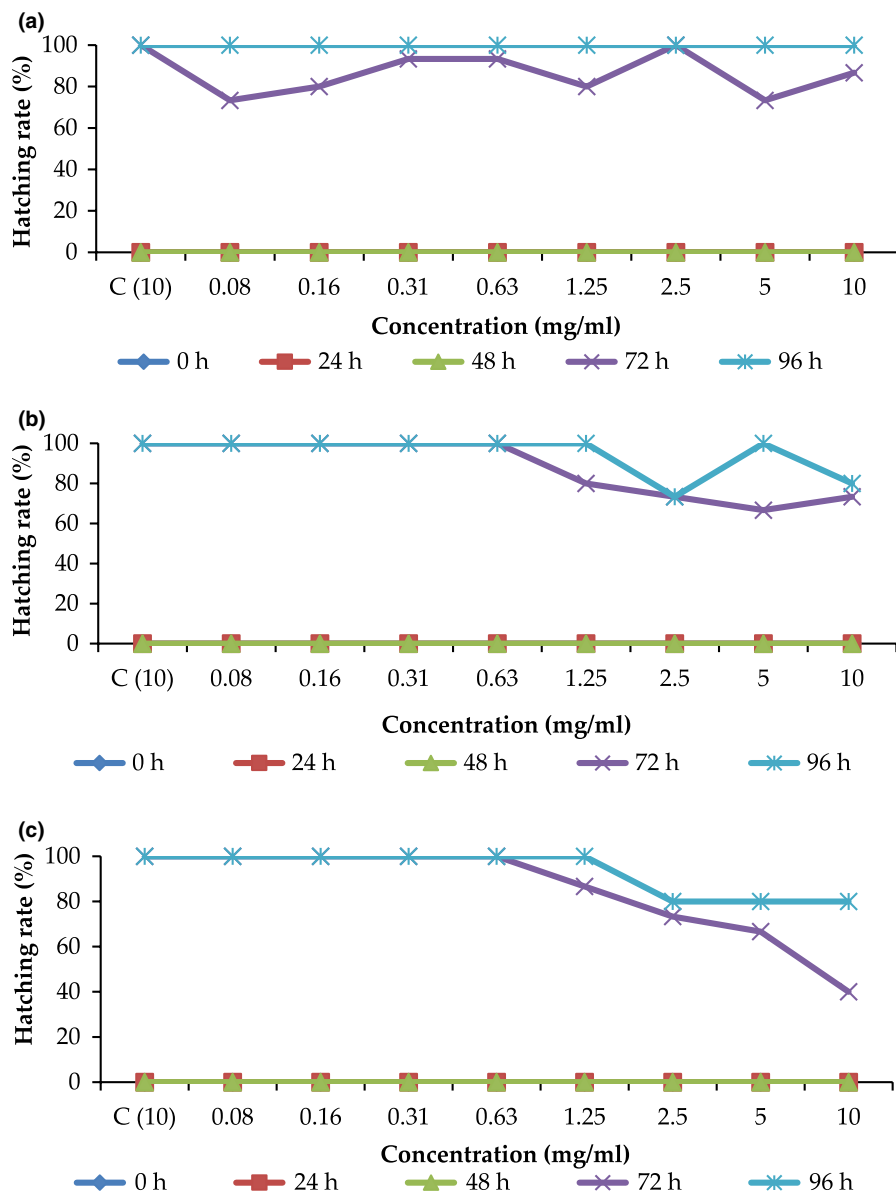 (a)
Hatching rate (%)
100
80
60
40
20
0
C (10) 0.08 0.16 0.31 0.63 1.25 2.5 5 10
Concentration (mg/ml)
0 h 24 h 48 h 72 h 96 h
(b)
Hatching rate (%)
100
80
60
40
20
0
C (10) 0.08 0.16 0.31 0.63 1.25 2.5 5 10
Concentration (mg/ml)
0 h 24 h 48 h 72 h 96 h
(c)
Hatching rate (%)
100
80
60
40
20
0
C (10) 0.08 0.16 0.31 0.63 1.25 2.5 5 10
Concentration (mg/ml)
0 h 24 h 48 h 72 h 96 h